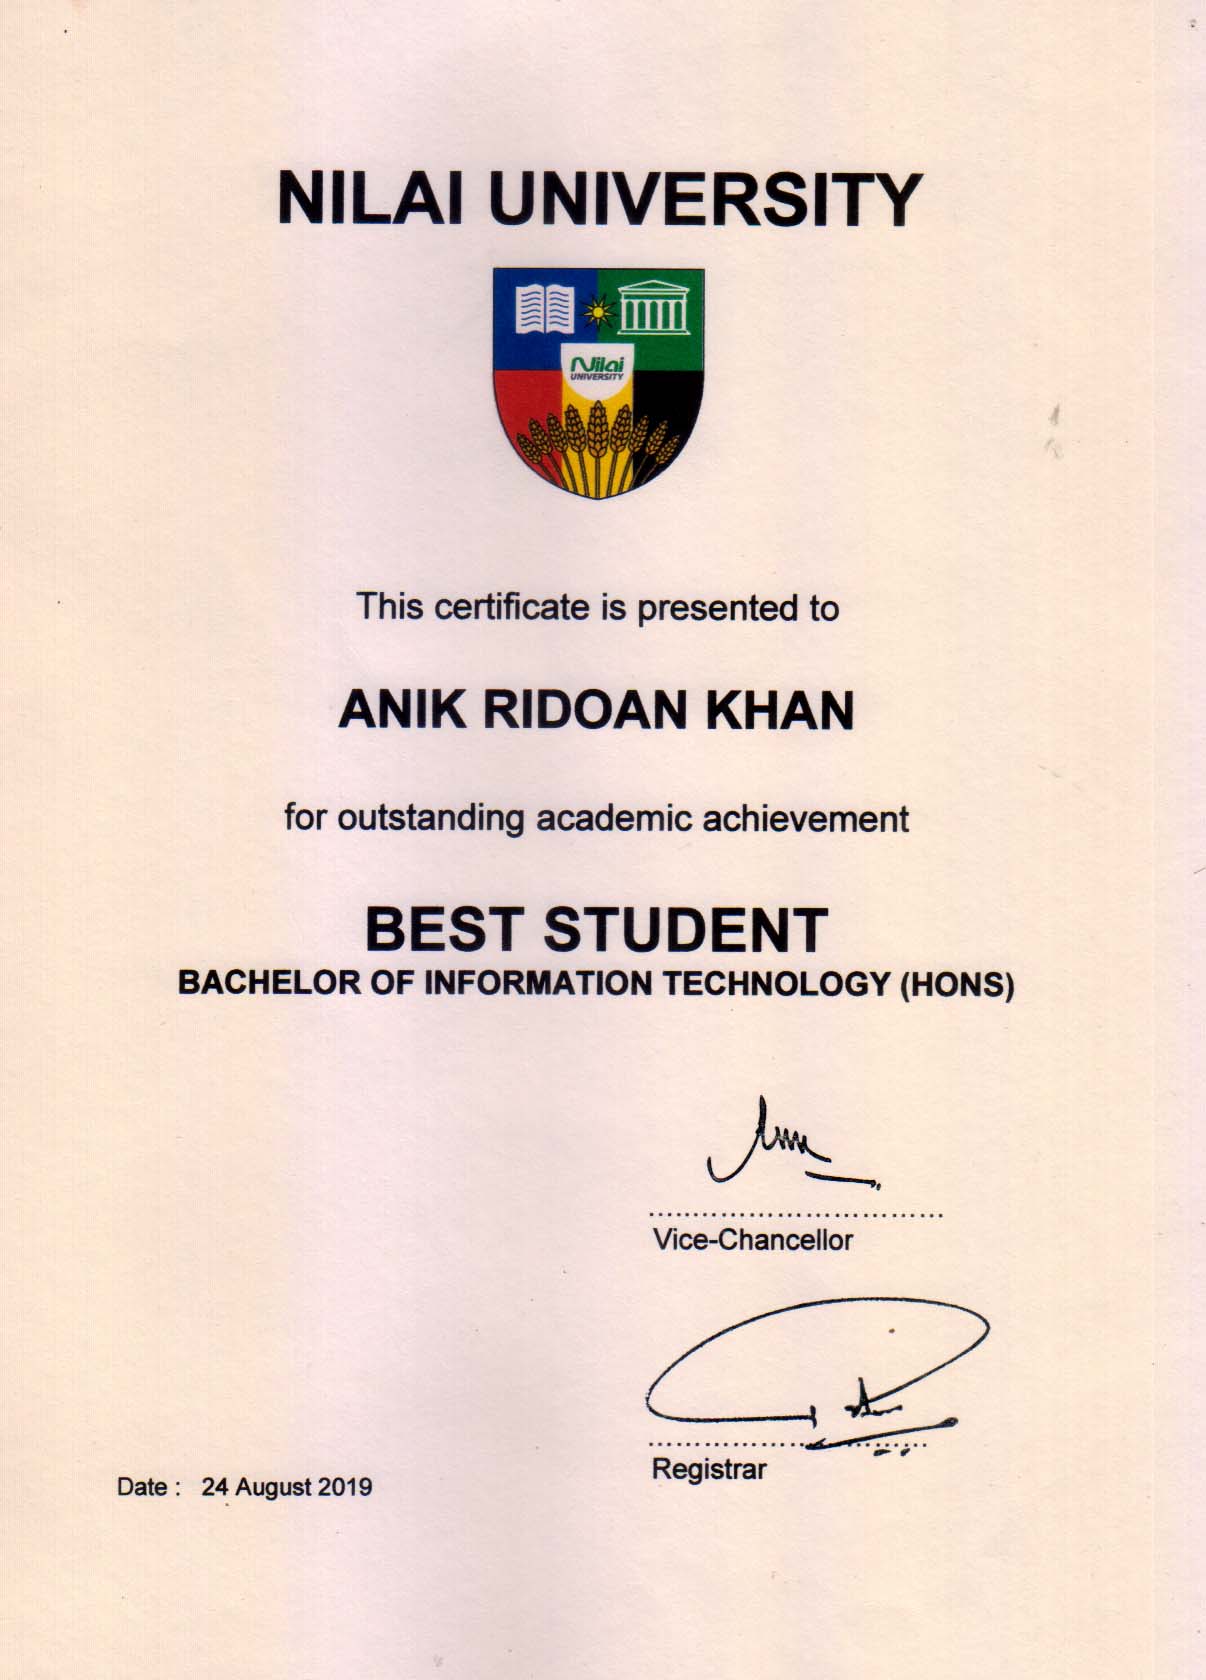 NILAI UNIVERSITY
Nilai
UNIVERSITY
This certificate is presented to
ANIK RIDOAN KHAN
for outstanding academic achievement
BEST STUDENT
BACHELOR OF INFORMATION TECHNOLOGY (HONS)
Vice-Chancellor
Registrar
Date : 24 August 2019